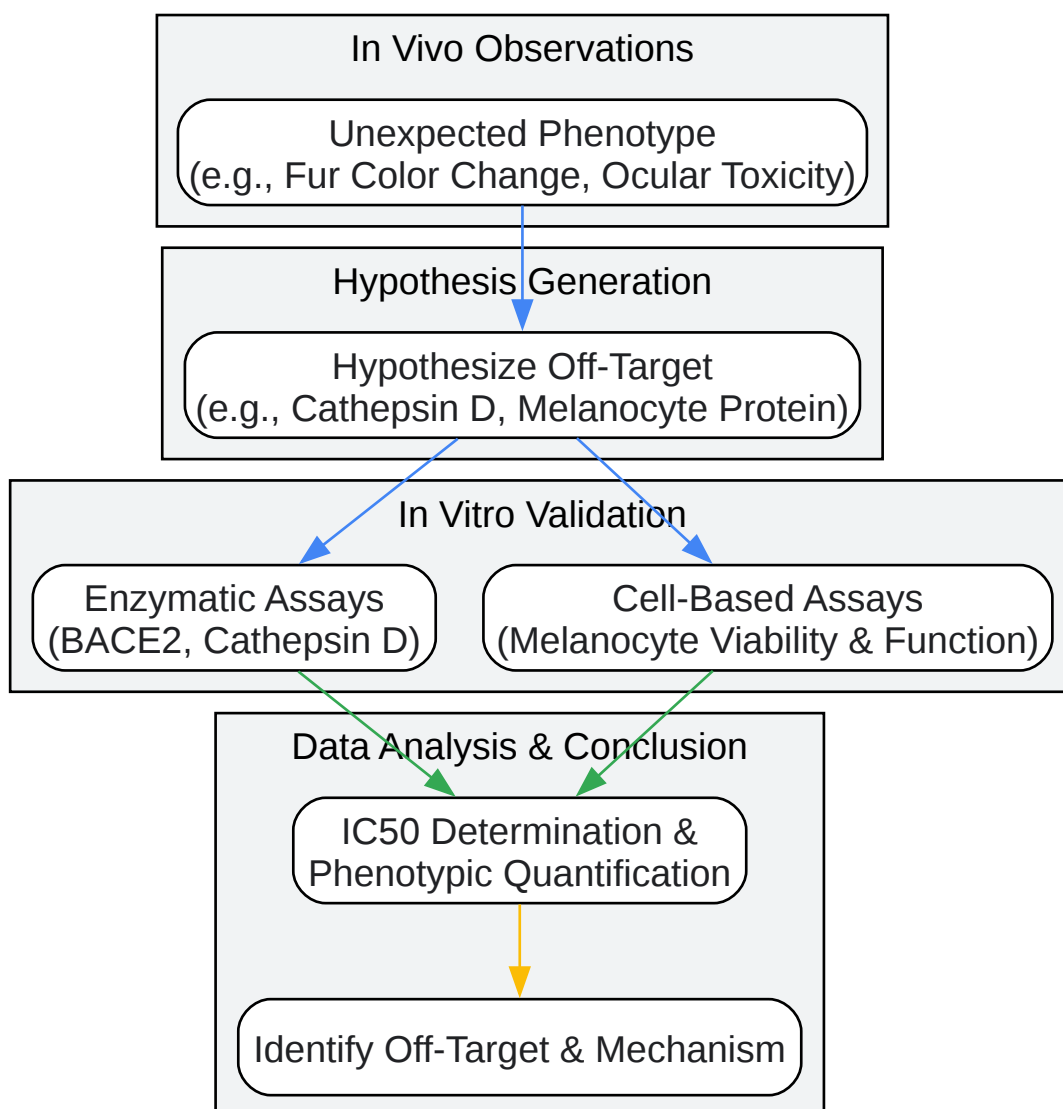 In Vivo Observations
Unexpected Phenotype
(e.g., Fur Color Change, Ocular Toxicity)
Hypothesis Generation
Hypothesize Off-Target
(e.g., Cathepsin D, Melanocyte Protein)
In Vitro Validation
Enzymatic Assays
(BACE2, Cathepsin D)
Cell-Based Assays
(Melanocyte Viability & Function)
Data Analysis & Conclusion
IC50 Determination &
Phenotypic Quantification
Identify Off-Target & Mechanism